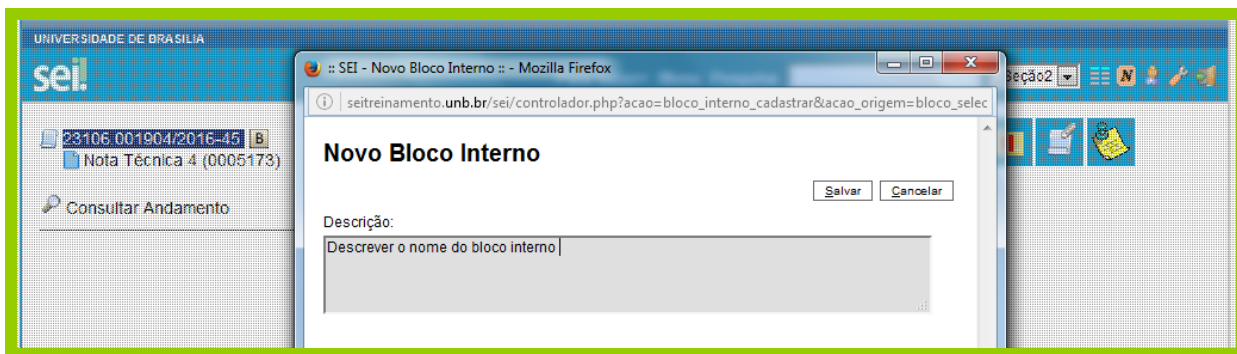 UNIVERSIDADE DE BRASILIA
sei!
:: SEI - Novo Bloco Interno :: - Mozilla Firefox
eção2
N
seitreinamento.unb.br/sei/controlador.php?acao=bloco_interno_cadastrar&acao_origem=bloco_selec
23106.001904/2016-45 B
Nota Técnica 4 (0005173)
Consultar Andamento
Novo Bloco Interno
Salvar Cancelar
Descrição:
Descrever o nome do bloco interno